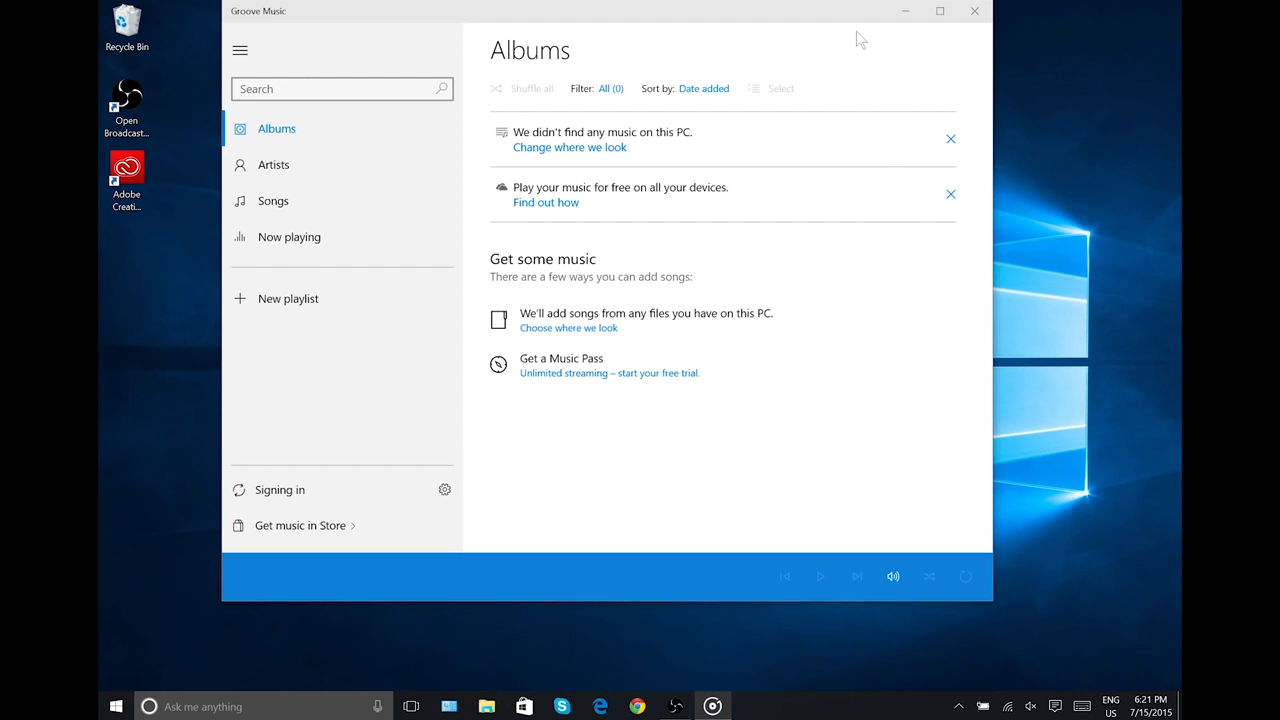 Groove Music
Recycle Bin
Open
Broadcast...
Adobe
Creati...
Search
Albums
Artists
Songs
Now playing
New playlist
Signing in
Get music in Store
Albums
Shuffle all Filter: All (0) Sort by: Date added Select
We didn't find any music on this PC.
Change where we look
Play your music for free on all your devices.
Find out how
Get some music
There are a few ways you can add songs:
We'll add songs from any files you have on this PC.
Choose where we look
Get a Music Pass
Unlimited streaming – start your free trial.
Ask me anything
ENG
US
6:21 PM
7/15/2015